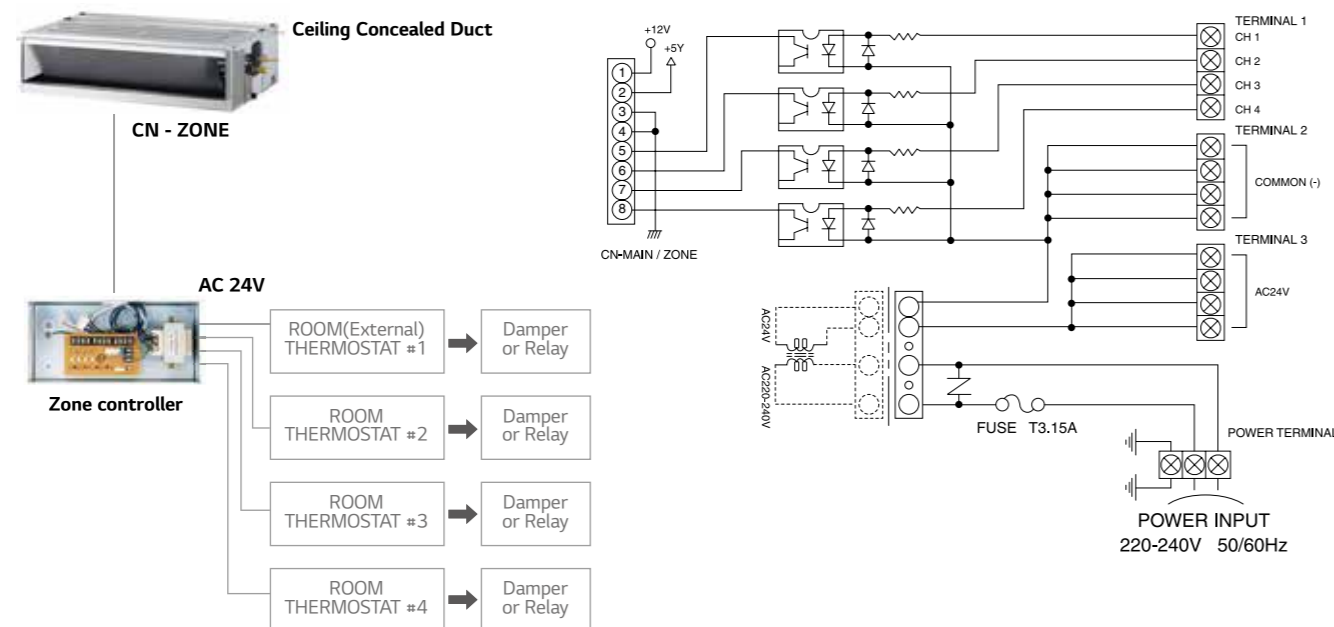 Ceiling Concealed Duct
CN - ZONE
AC 24V
Zone controller
ROOM(External)
THERMOSTAT #1
Damper
or Relay
ROOM
THERMOSTAT #2
Damper
or Relay
ROOM
THERMOSTAT #3
Damper
or Relay
ROOM
THERMOSTAT #4
Damper
or Relay
+12V
+5Y
1
2
3
4
5
6
7
8
CN-MAIN / ZONE
TERMINAL 1
CH 1
CH 2
CH 3
CH 4
TERMINAL 2
COMMON (-)
TERMINAL 3
AC24V
AC24V
AC220-240V
FUSE T3.15A
POWER TERMINAL
POWER INPUT
220-240V 50/60Hz